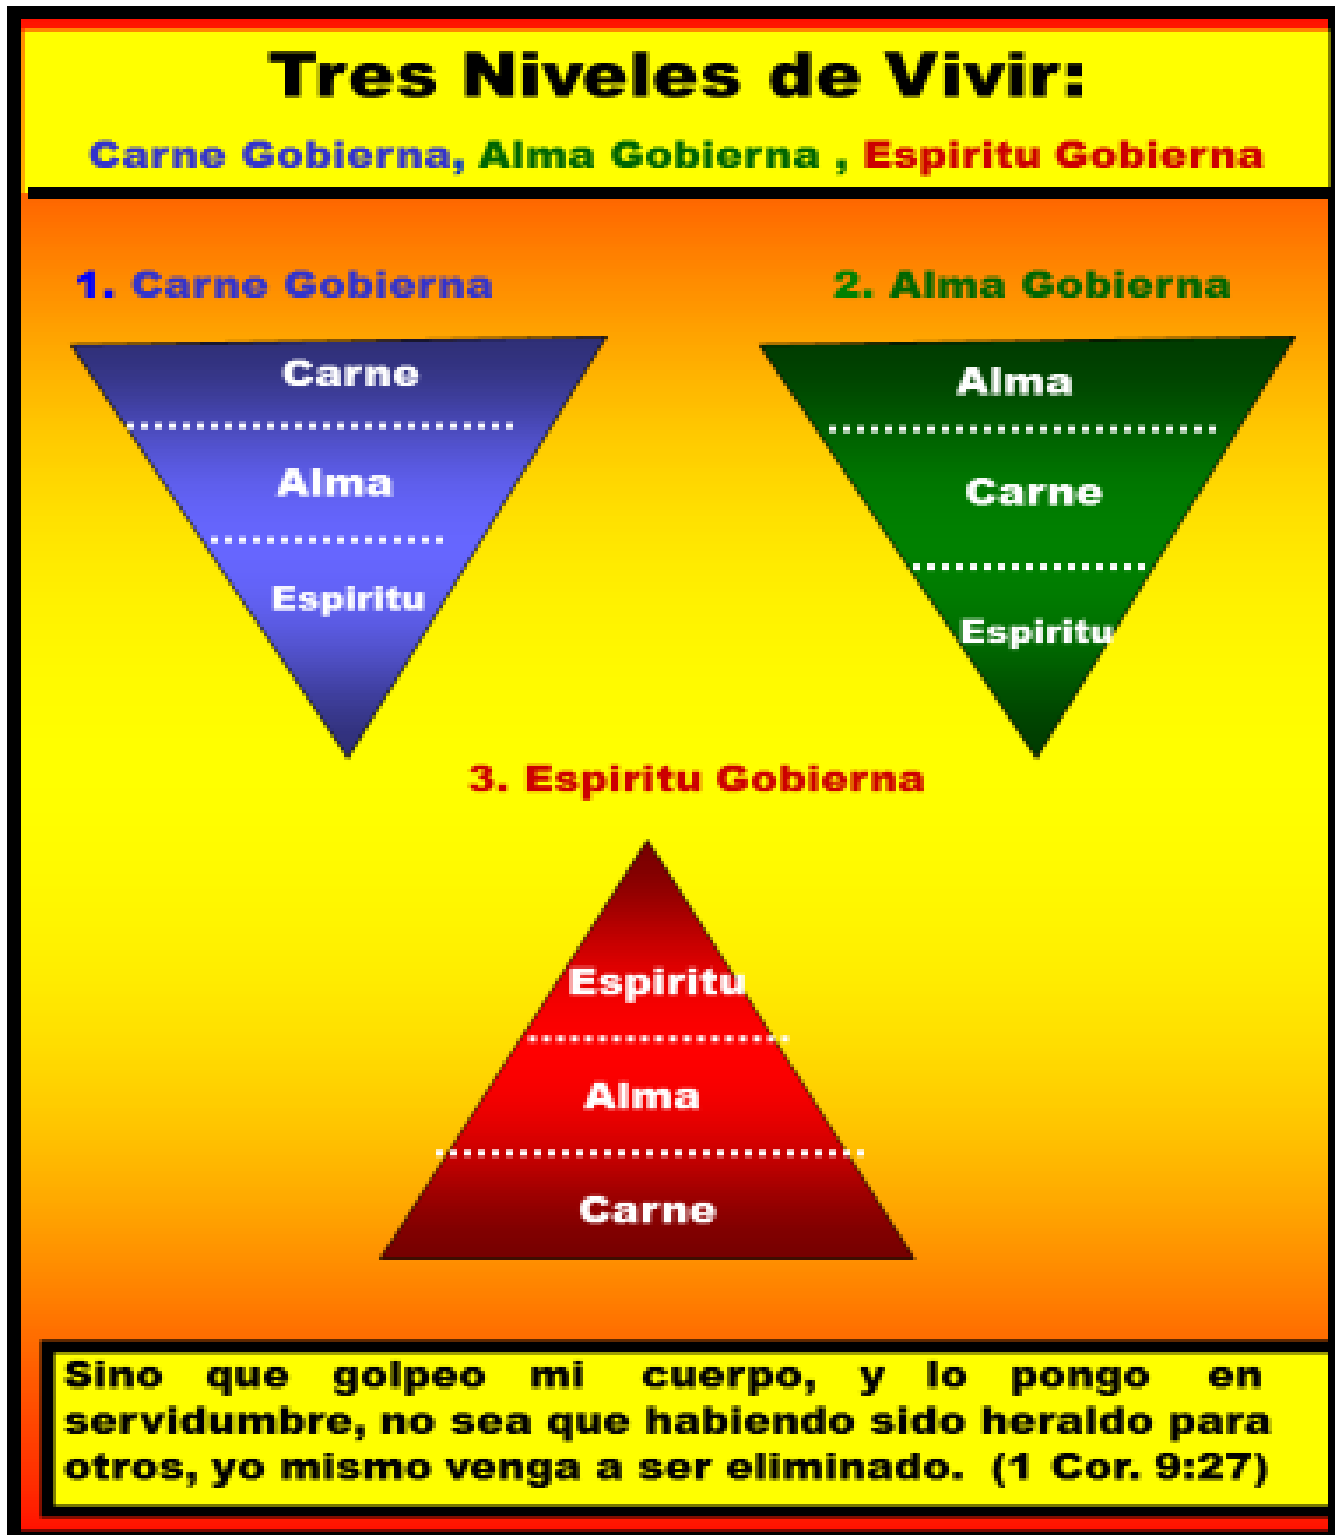 Tres Niveles de Vivir:
Carne Gobierna, Alma Gobierna , Espiritu Gobierna
1. Carne Gobierna
Carne
Alma
Espiritu
2. Alma Gobierna
Alma
Carne
Espiritu
3. Espiritu Gobierna
Espiritu
Alma
Carne
Sino que golpeo mi cuerpo, y lo pongo en
servidumbre, no sea que habiendo sido heraldo para
otros, yo mismo venga a ser eliminado. (1 Cor. 9:27)